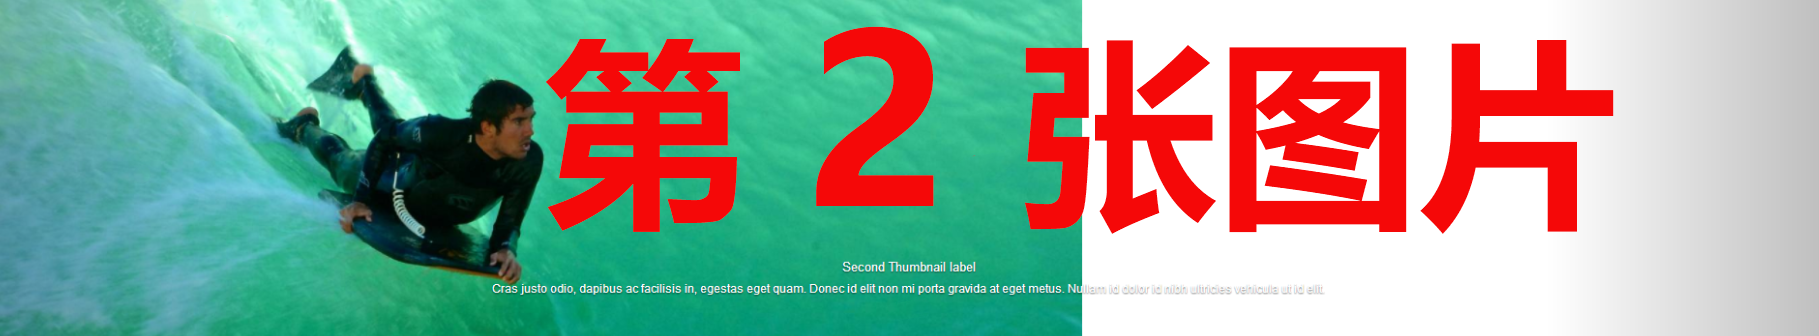 第 2 张图片
Second Thumbnail label
Cras justo odio, dapibus ac facilisis in, egestas eget quam. Donec id elit non mi porta gravida at eget metus. Nullam id dolor id nibh ultricies vehicula ut id elit.